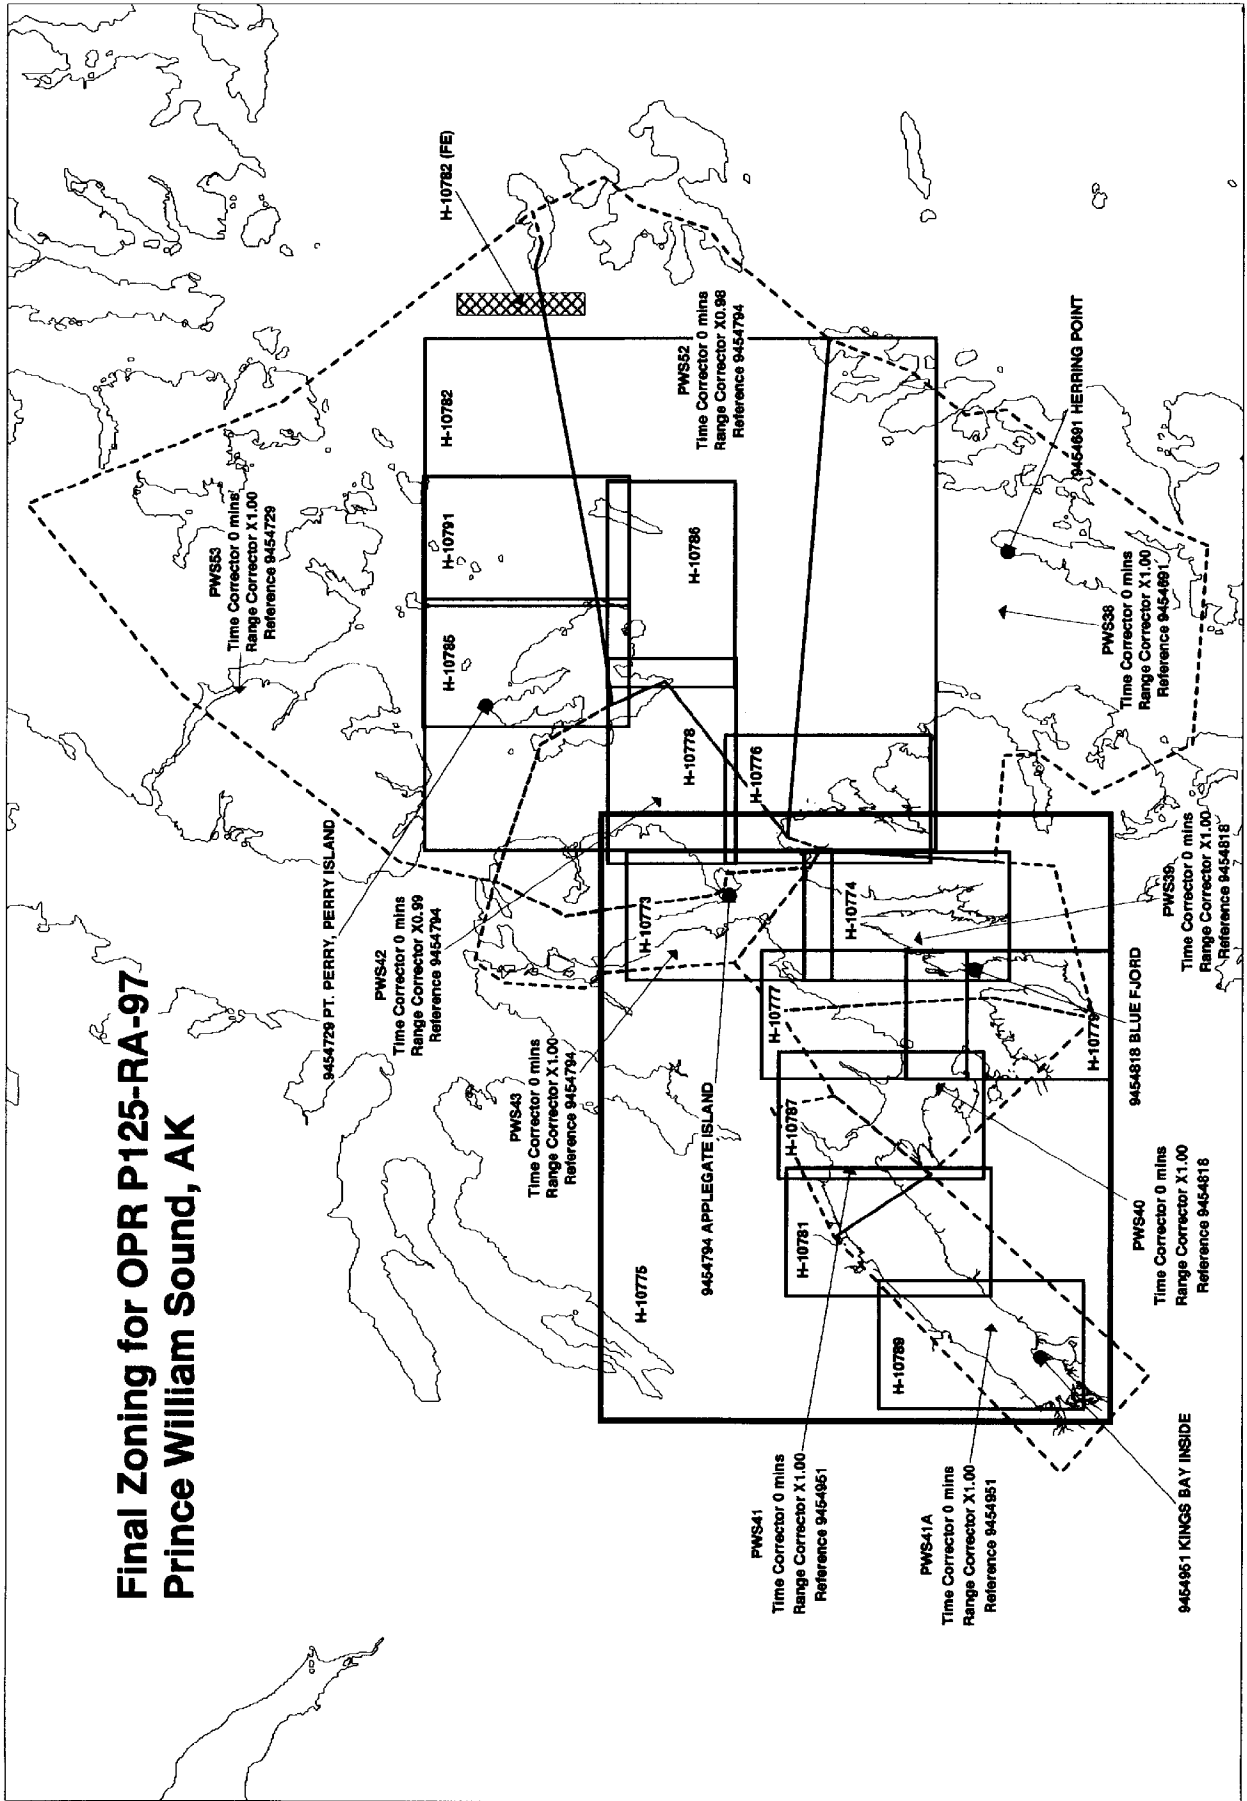 Final Zoning for OPR P125-RA-97
Prince William Sound, AK
H-10782 (FE)
PWS53
Time Corrector 0 mins
Range Corrector X1.00
Reference 9454729
H-10782
H-10791
H-10785
PWS52
Time Corrector 0 mins
Range Corrector X0.98
Reference 9454794
H-10786
9454691 HERRING POINT
PWS38
Time Corrector 0 mins
Range Corrector X1.00
Reference 9454691
H-10778
H-10776
9454729 PT. PERRY, PERRY ISLAND
PWS42
Time Corrector 0 mins
Range Corrector X0.99
Reference 9454794
H-10773
H-10774
PWS39
Time Corrector 0 mins
Range Corrector X1.00
Reference 9454818
PWS43
Time Corrector 0 mins
Range Corrector X1.00
Reference 9454794
H-10777
H-10779
9454818 BLUE FJORD
9454794 APPLEGATE ISLAND
H-10787
H-10781
H-10775
PWS40
Time Corrector 0 mins
Range Corrector X1.00
Reference 9454818
H-10789
PWS41
Time Corrector 0 mins
Range Corrector X1.00
Reference 9454951
PWS41A
Time Corrector 0 mins
Range Corrector X1.00
Reference 9454951
9454951 KINGS BAY INSIDE